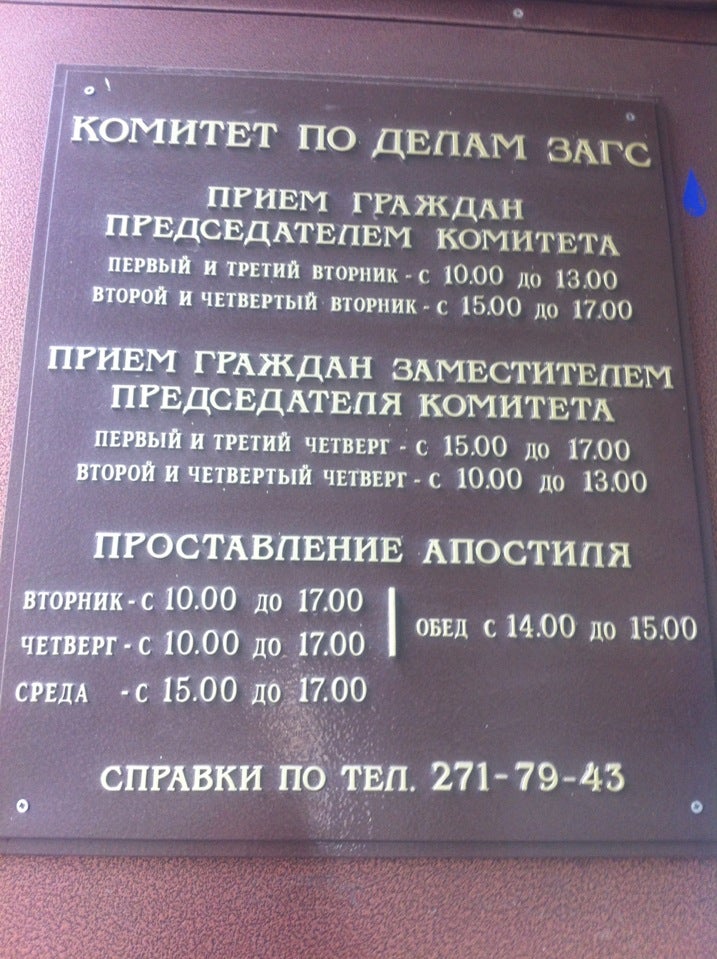 КОМИТЕТ ПО ДЕЛАМ ЗАГС
ПРИЕМ ГРАЖДАН
ПРЕДСЕДАТЕЛЕМ КОМИТЕТА
ПЕРВЫЙ И ТРЕТИЙ ВТОРНИК - С 10.00 ДО 13.00
ВТОРОЙ И ЧЕТВЕРТЫЙ ВТОРНИК - С 15.00 ДО 17.00
ПРИЕМ ГРАЖДАН ЗАМЕСТИТЕЛЕМ
ПРЕДСЕДАТЕЛЯ КОМИТЕТА
ПЕРВЫЙ И ТРЕТИЙ ЧЕТВЕРГ - С 15.00 ДО 17.00
ВТОРОЙ И ЧЕТВЕРТЫЙ ЧЕТВЕРГ - С 10.00 ДО 13.00
ПРОСТАВЛЕНИЕ АПОСТИЛЯ
ВТОРНИК - С 10.00 ДО 17.00
ЧЕТВЕРГ - С 10.00 ДО 17.00
ОБЕД С 14.00 ДО 15.00
СРЕДА - С 15.00 ДО 17.00
СПРАВКИ ПО ТЕЛ. 271-79-43